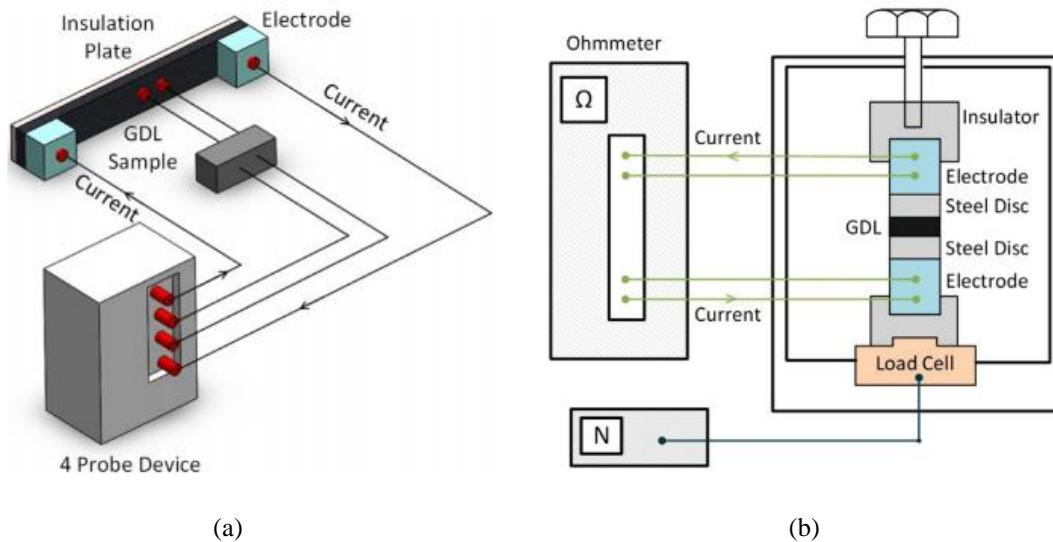 Insulation
Plate
Electrode
Current
GDL
Sample
Current
4 Probe Device
(a)
Ohmmeter
Ω
Current
Current
Insulator
Electrode
Steel Disc
GDL
Steel Disc
Electrode
Load Cell
N
(b)